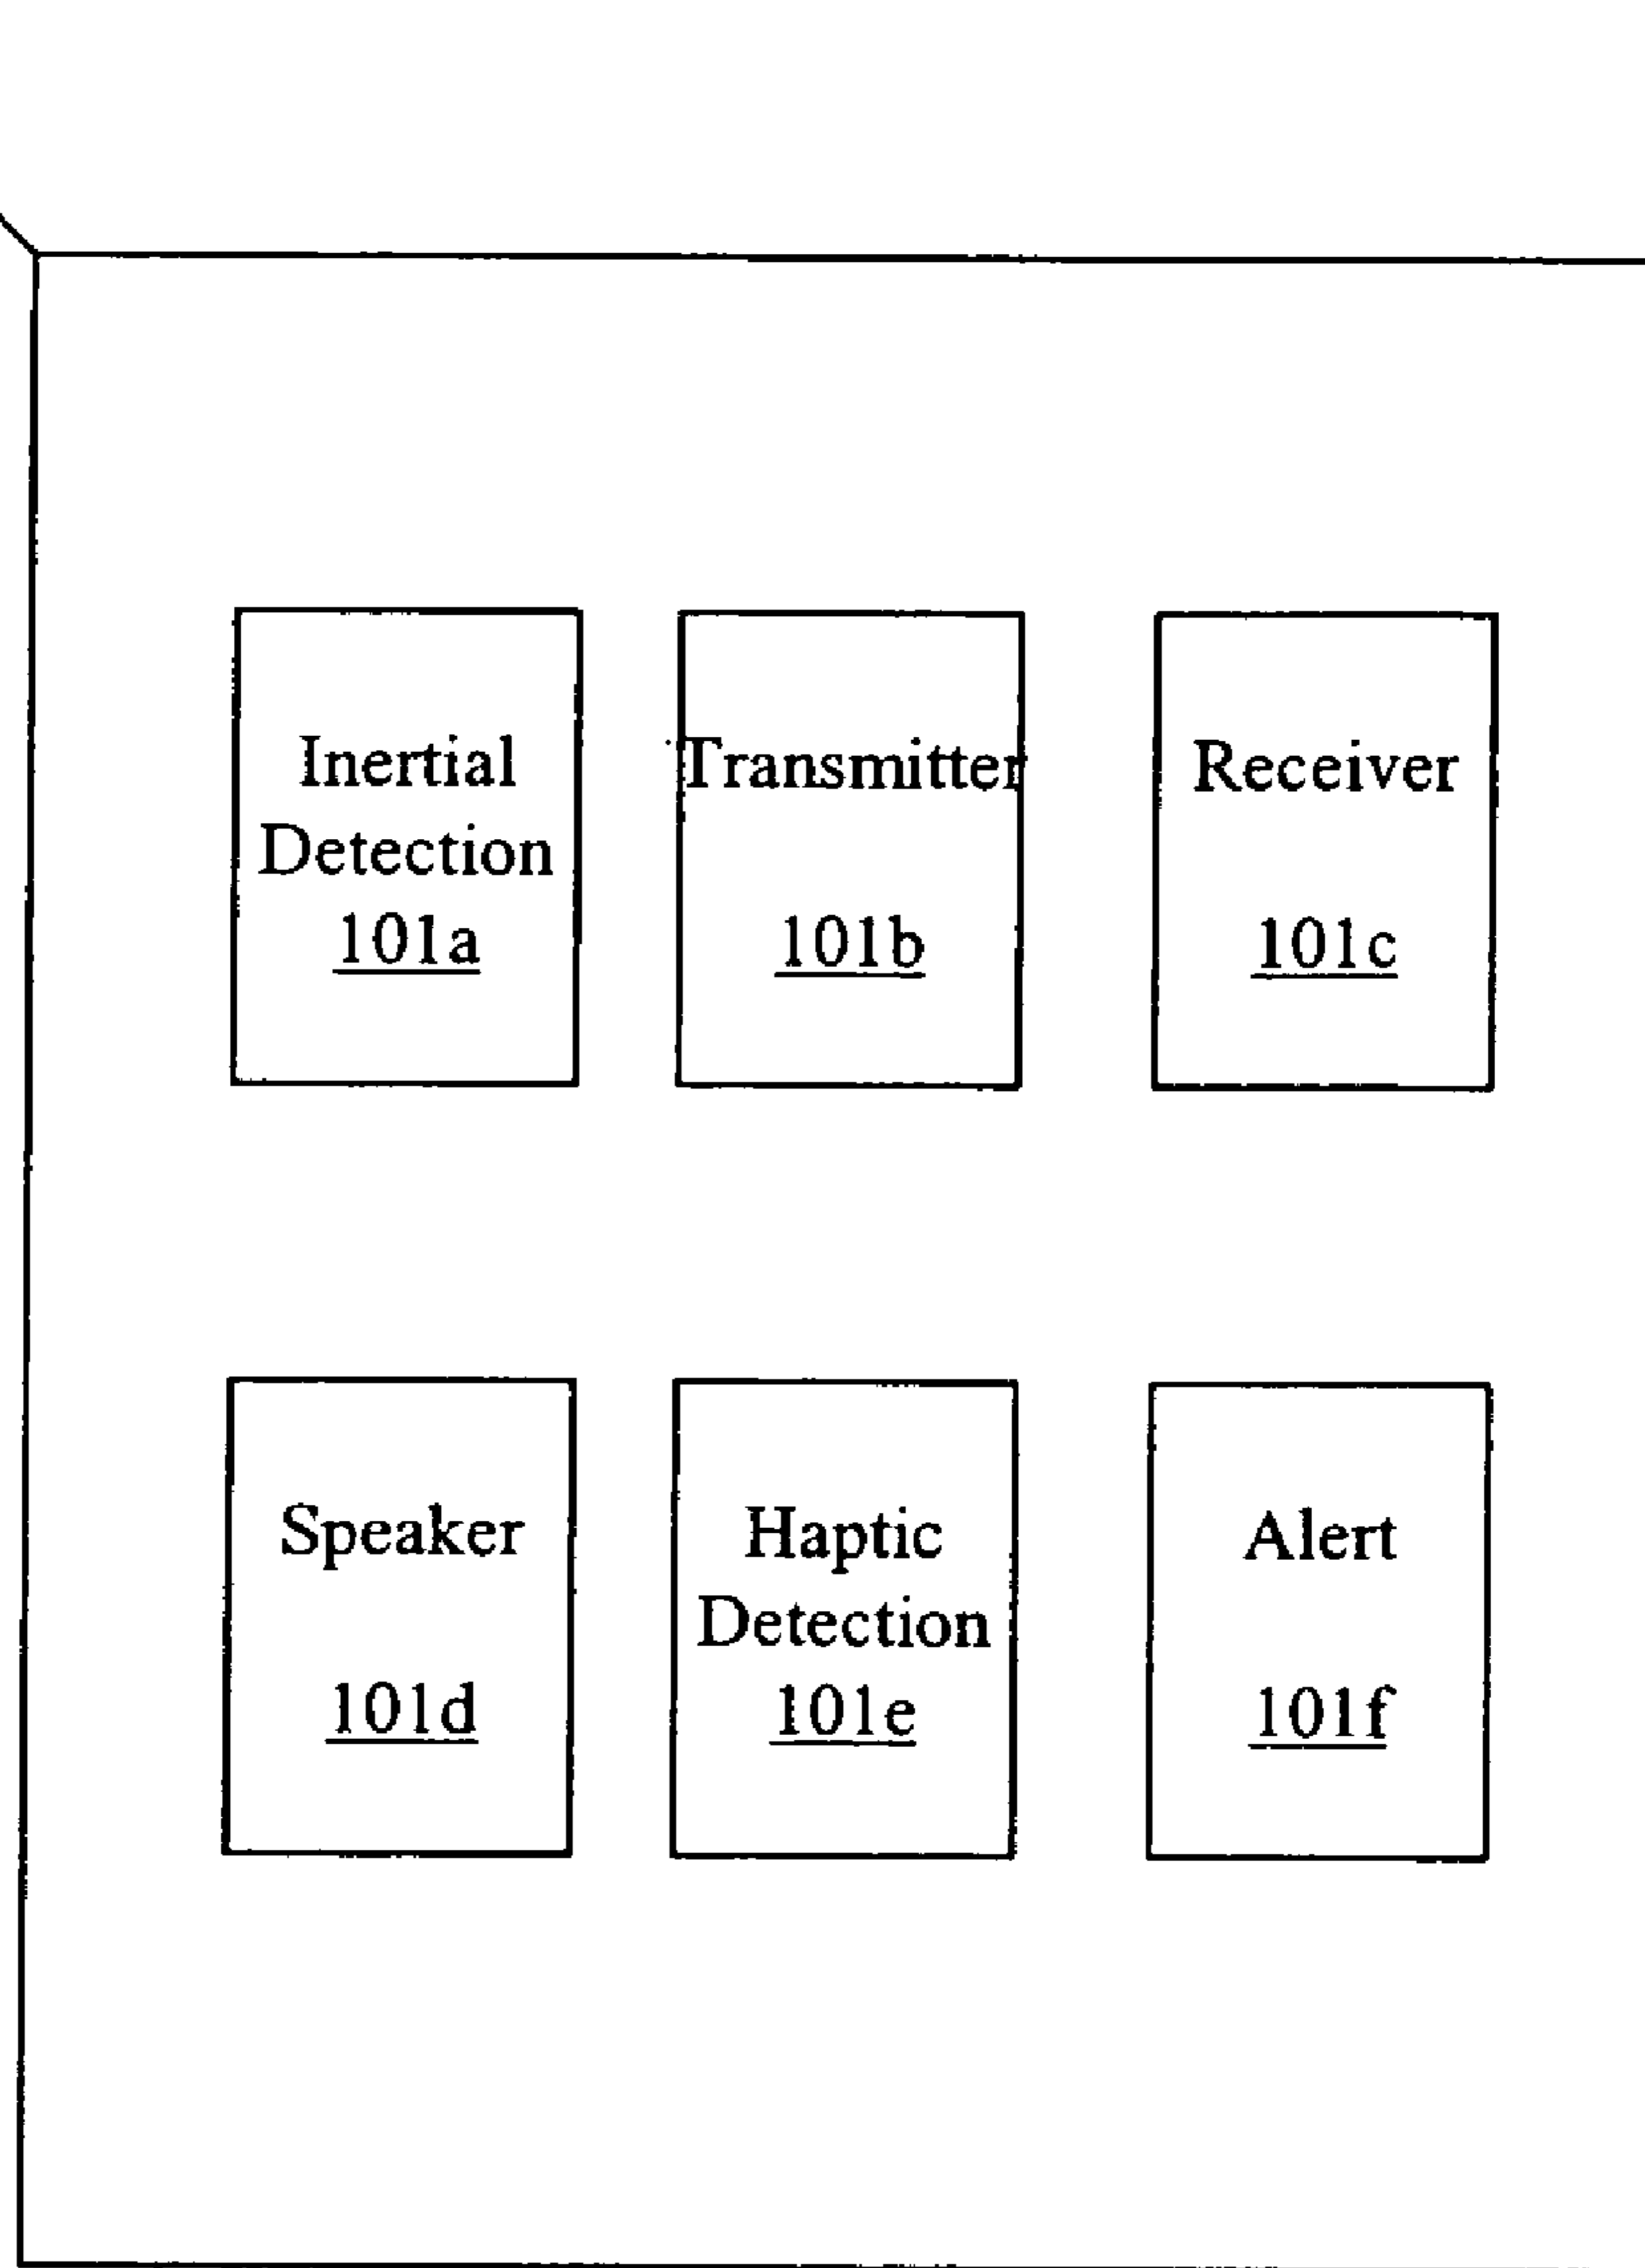 Inertial
Detection
101a
Transmitter
101b
Receiver
101c
Speaker
101d
Haptic
Detection
101e
Alert
101f